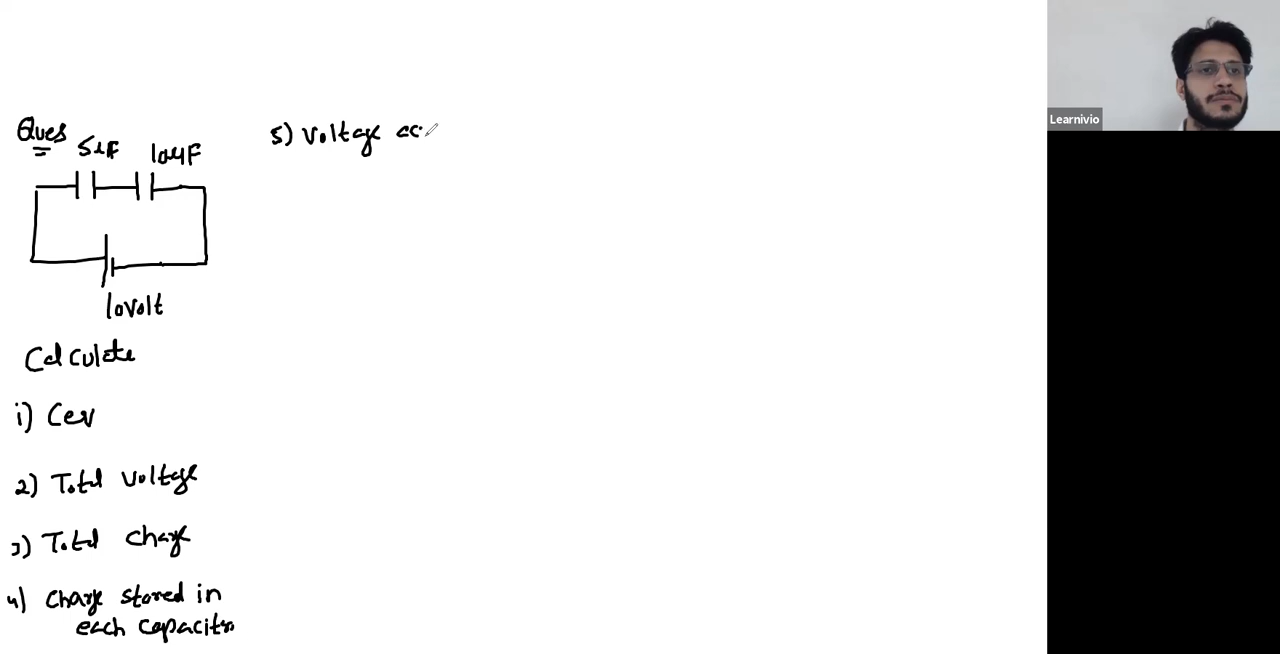 Ques
5μF
10μF
10volt
Calculate
1) Ceq
2) Total voltage
3) Total charge
4) Charge stored in
each capacitor
5) Voltage acr
Learnivio